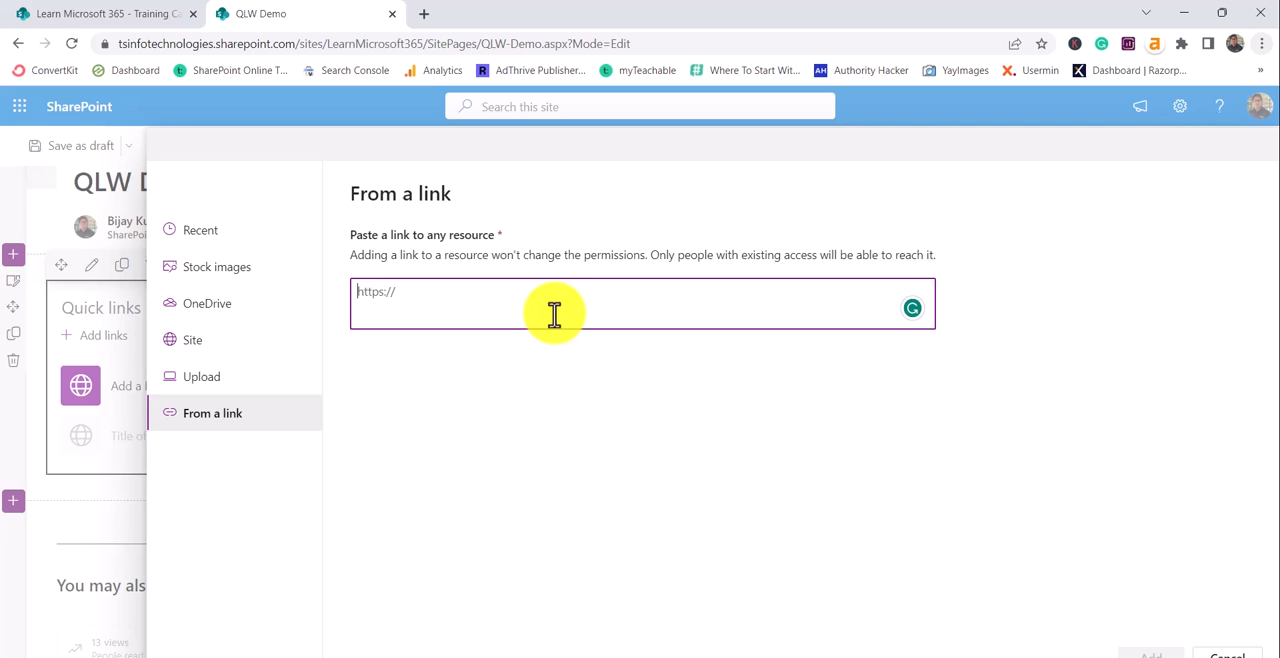 Learn Microsoft 365 - Training Ca
QLW Demo
tsinfotechnologies.sharepoint.com/sites/LearnMicrosoft365/SitePages/QLW-Demo.aspx?Mode=Edit
ConvertKit Dashboard SharePoint Online T... Search Console Analytics AdThrive Publisher... myTeachable Where To Start Wit... Authority Hacker YayImages Usermin Dashboard | Razorp... »
SharePoint
Search this site
Save as draft
QLW D
Bijay Ku
SharePoi
From a link
Recent
Stock images
OneDrive
Site
Upload
From a link
Paste a link to any resource *
Adding a link to a resource won't change the permissions. Only people with existing access will be able to reach it.
https://
Quick links
+ Add links
Add a l
Title of
You may als
13 views
People read
Add
Cancel